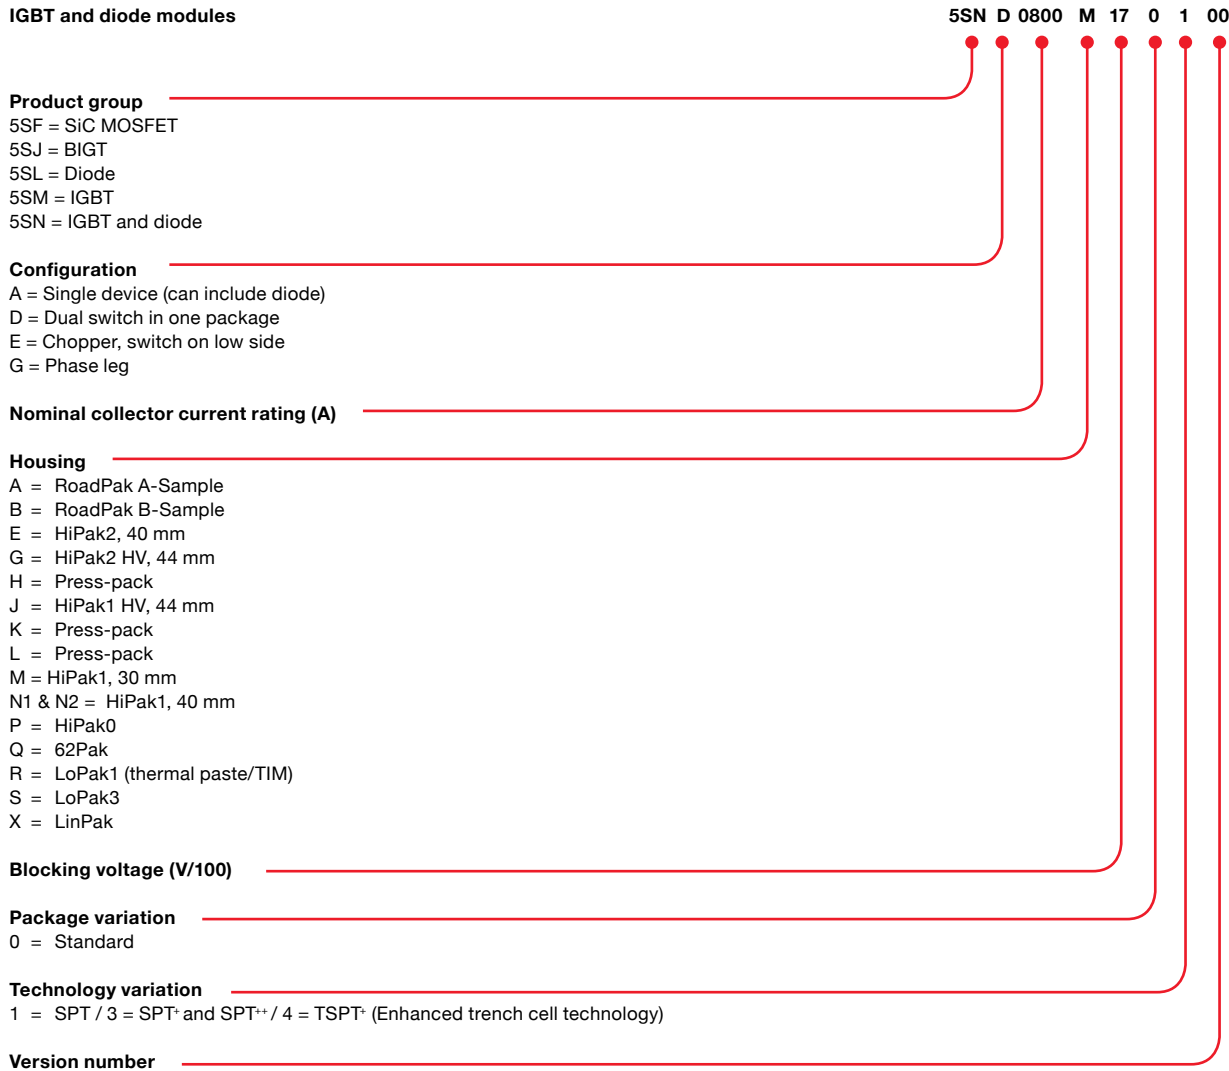 IGBT and diode modules 5SN D 0800 M 17 0 1 00
Product group
5SF = SiC MOSFET
5SJ = BIGT
5SL = Diode
5SM = IGBT
5SN = IGBT and diode
Configuration
A = Single device (can include diode)
D = Dual switch in one package
E = Chopper, switch on low side
G = Phase leg
Nominal collector current rating (A)
Housing
A = RoadPak A-Sample
B = RoadPak B-Sample
E = HiPak2, 40 mm
G = HiPak2 HV, 44 mm
H = Press-pack
J = HiPak1 HV, 44 mm
K = Press-pack
L = Press-pack
M = HiPak1, 30 mm
N1 & N2 = HiPak1, 40 mm
P = HiPak0
Q = 62Pak
R = LoPak1 (thermal paste/TIM)
S = LoPak3
X = LinPak
Blocking voltage (V/100)
Package variation
0 = Standard
Technology variation
1 = SPT / 3 = SPT⁺ and SPT⁺⁺ / 4 = TSPT⁺ (Enhanced trench cell technology)
Version number